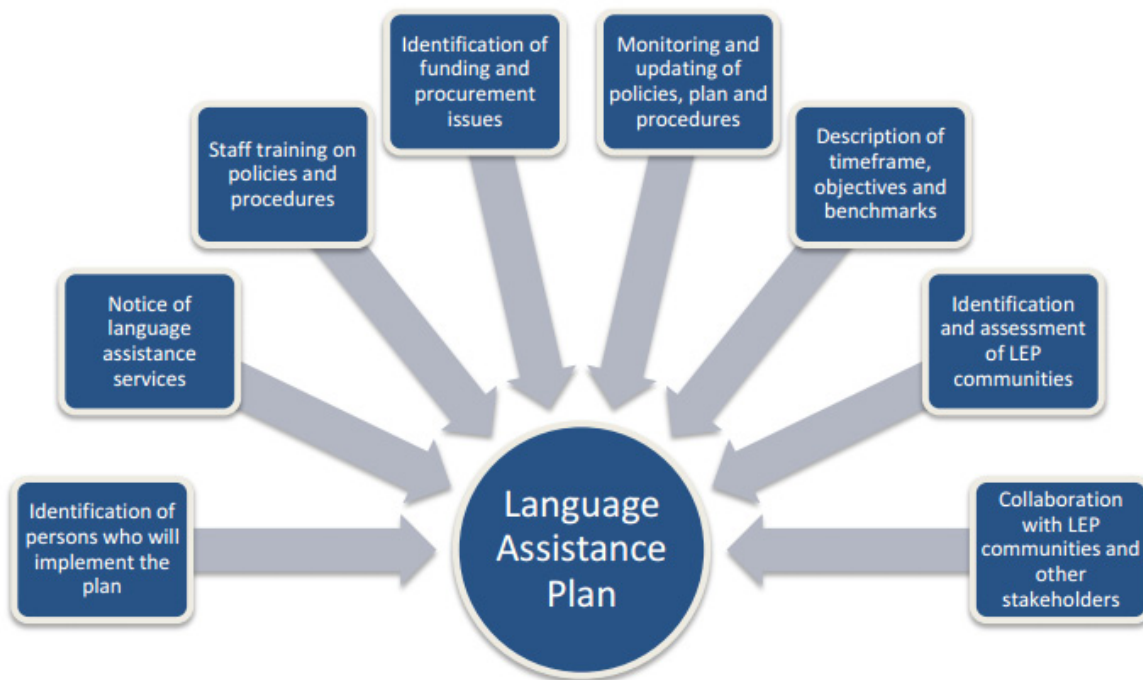 Identification of
funding and
procurement
issues
Monitoring and
updating of
policies, plan and
procedures
Staff training on
policies and
procedures
Description of
timeframe,
objectives and
benchmarks
Notice of
language
assistance
services
Identification
and assessment
of LEP
communities
Identification of
persons who will
implement the
plan
Language
Assistance
Plan
Collaboration
with LEP
communities and
other
stakeholders